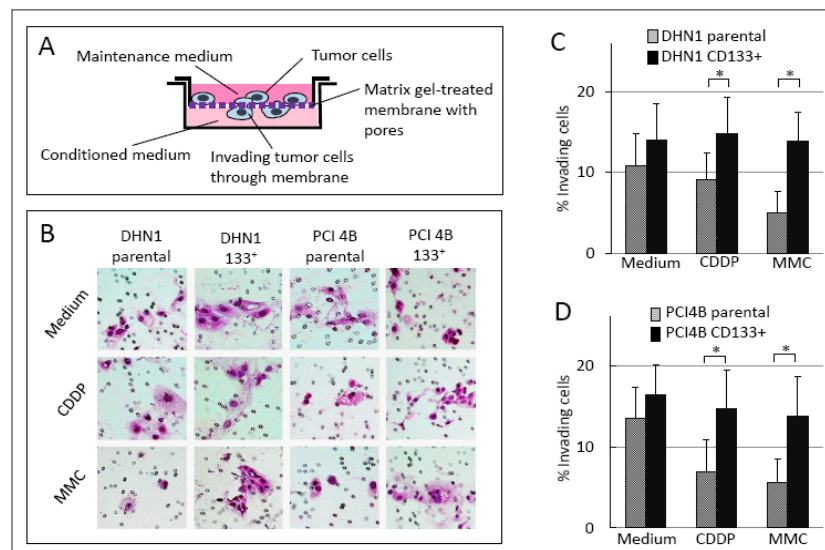 A
Maintenance medium
Tumor cells
Matrix gel-treated
membrane with
pores
Conditioned medium
Invading tumor cells
through membrane
B
DHN1
parental
DHN1
133+
PCI 4B
parental
PCI 4B
133+
Medium
CDDP
MMC
C
DHN1 parental
DHN1 CD133+
% Invading cells
20
10
0
*
*
Medium
CDDP
MMC
D
PCI4B parental
PCI4B CD133+
% Invading cells
20
10
0
*
*
Medium
CDDP
MMC